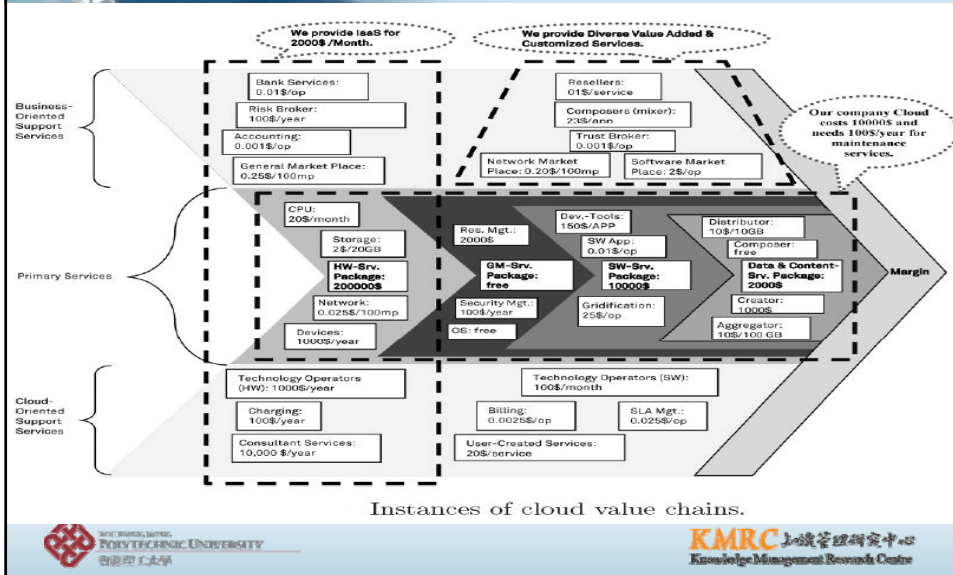 We provide IaaS for
2000$ /Month.
We provide Diverse Value Added &
Customized Services.
Business-
Oriented
Support
Services
Bank Services:
0.01$/op
Risk Broker:
100$/year
Accounting:
0.001$/op
General Market Place:
0.25$/100mp
Resellers:
01$/service
Composers (mixer):
23$/app
Trust Broker:
0.001$/op
Network Market
Place: 0.20$/100mp
Software Market
Place: 2$/op
Our company Cloud
costs 10000$ and
needs 100$/year for
maintenance
services.
Primary Services
CPU:
20$/month
Storage:
2$/20GB
HW-Srv.
Package:
200000$
Network:
0.025$/100mp
Devices:
1000$/year
Res. Mgt.:
2000$
GM-Srv.
Package:
free
Security Mgt.:
100$/year
OS: free
Dev.-Tools:
150$/APP
SW App:
0.01$/op
SW-Srv.
Package:
10000$
Gridification:
25$/op
Distributor:
10$/10GB
Composer:
free
Data & Content-
Srv. Package:
2000$
Creator:
1000$
Aggregator:
10$/100 GB
Margin
Cloud-
Oriented
Support
Services
Technology Operators
(HW): 1000$/year
Charging:
100$/year
Consultant Services:
10,000 $/year
Technology Operators (SW):
100$/month
Billing:
0.0025$/op
SLA Mgt.:
0.025$/op
User-Created Services:
20$/service
Instances of cloud value chains.
POLYTECHNIC UNIVERSITY
KMRC
Knowledge Management Research Centre